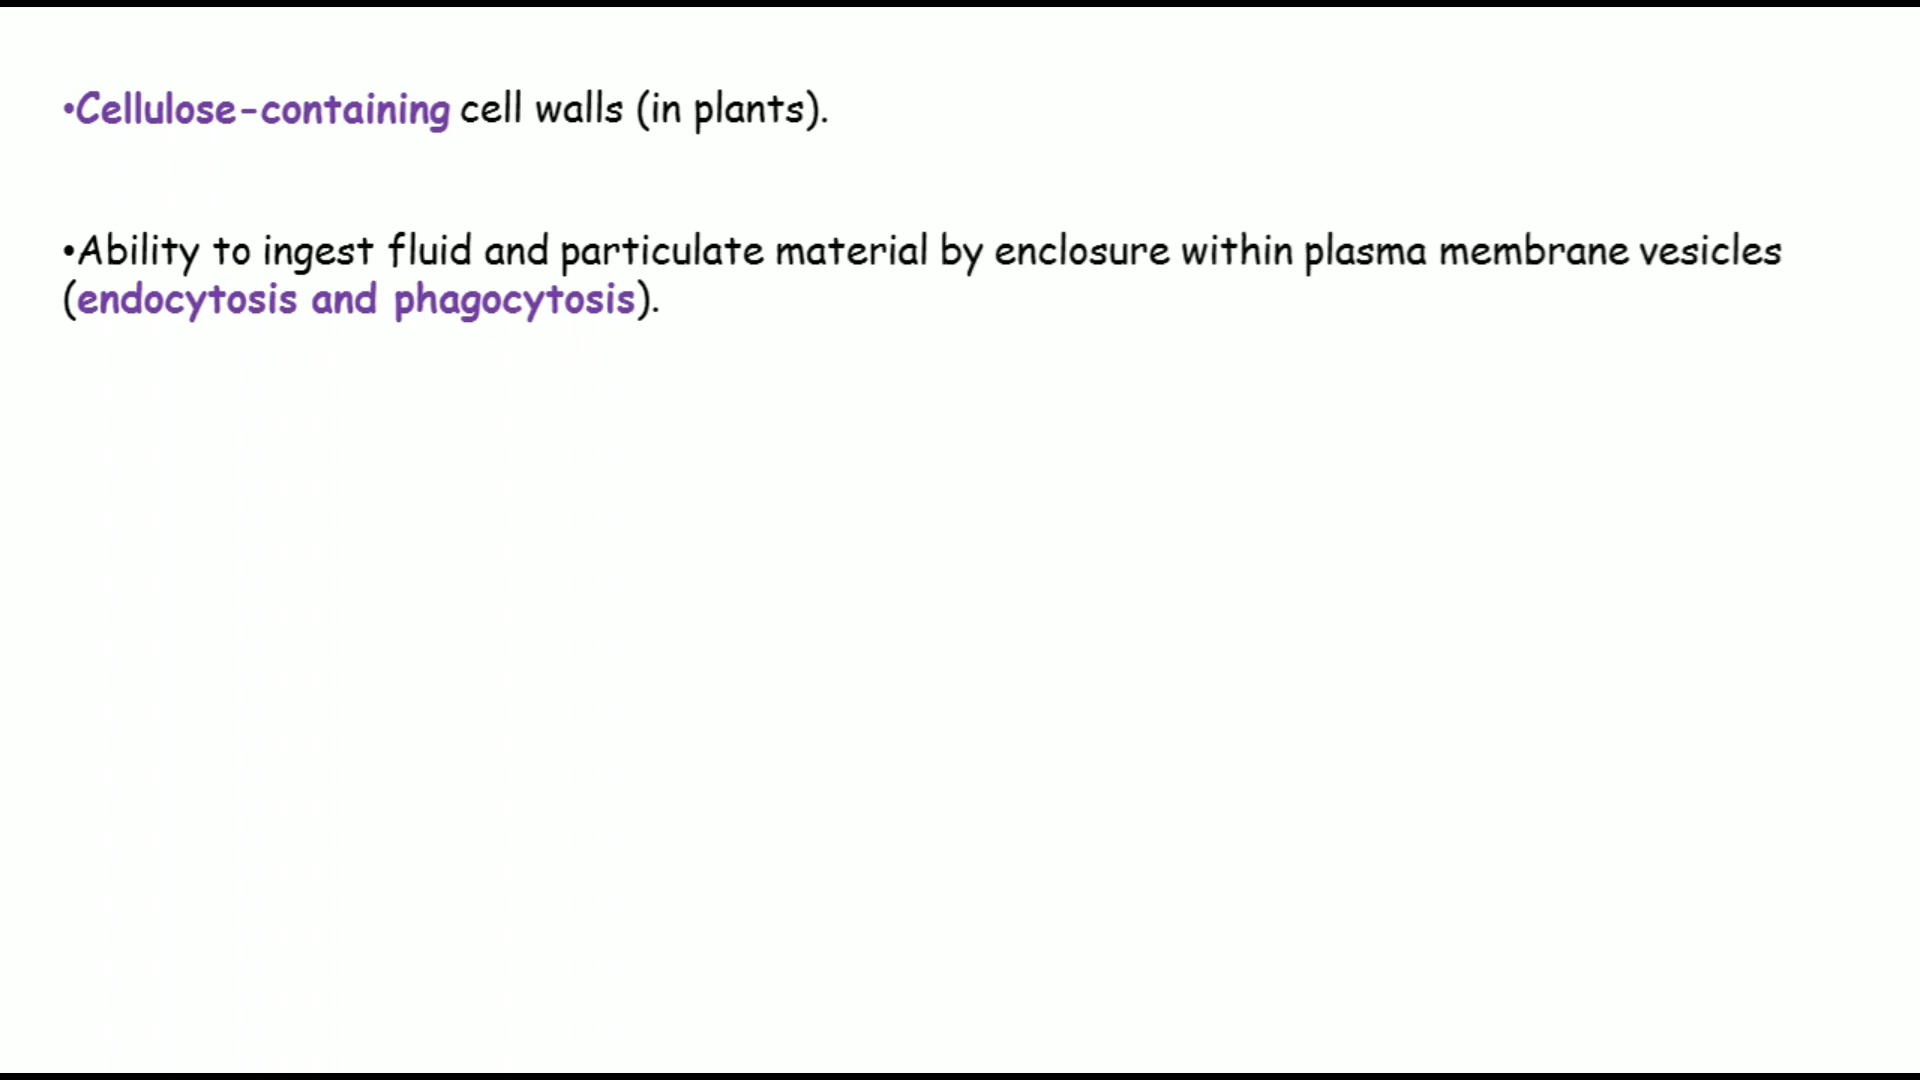 •Cellulose-containing cell walls (in plants).
•Ability to ingest fluid and particulate material by enclosure within plasma membrane vesicles
(endocytosis and phagocytosis).